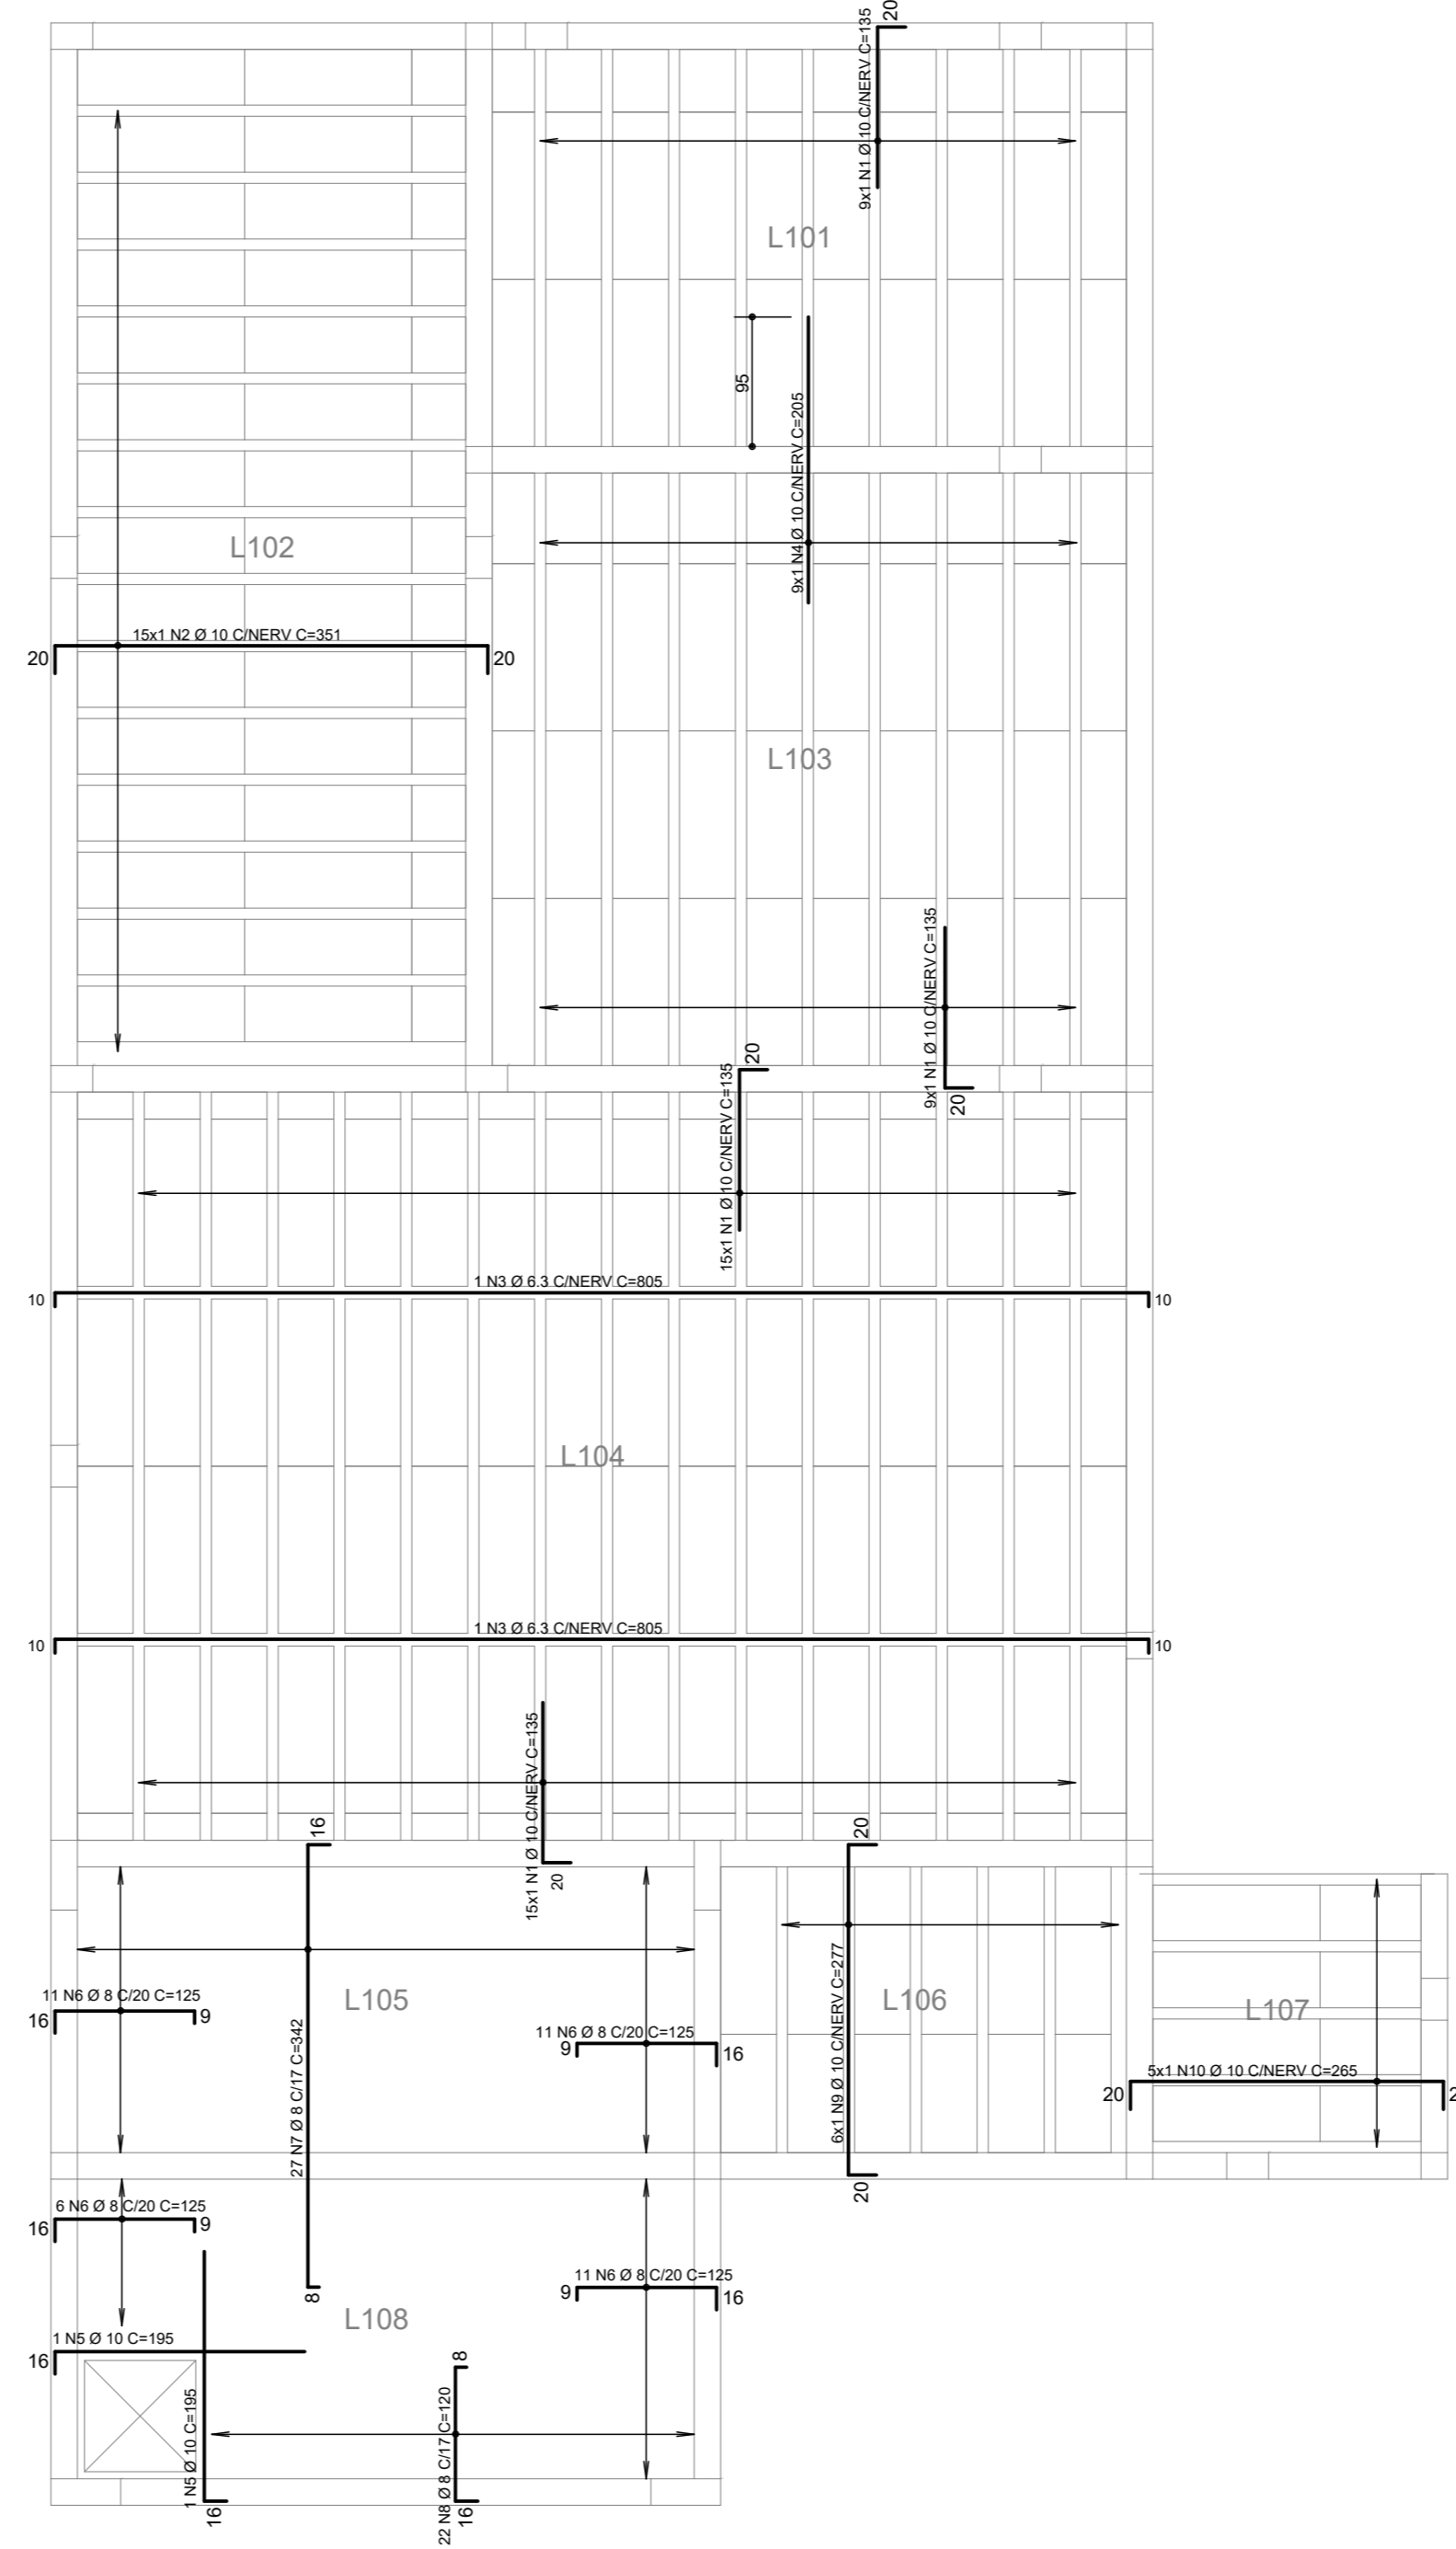 20
9x1 N1 Ø 10 C/NERV C=135
L101
95
9x1 N4 Ø 10 C/NERV C=205
L102
15x1 N2 Ø 10 C/NERV C=351
20
20
L103
9x1 N1 Ø 10 C/NERV C=135
20
20
15x1 N1 Ø 10 C/NERV C=135
1 N3 Ø 6.3 C/NERV C=805
10
10
L104
1 N3 Ø 6.3 C/NERV C=805
10
10
15x1 N1 Ø 10 C/NERV C=135
20
16
27 N7 Ø 8 C/17 C=342
8
20
6x1 N9 Ø 10 C/NERV C=277
20
11 N6 Ø 8 C/20 C=125
16
9
L105
11 N6 Ø 8 C/20 C=125
9
16
L106
L107
5x1 N10 Ø 10 C/NERV C=265
20
6 N6 Ø 8 C/20 C=125
16
9
11 N6 Ø 8 C/20 C=125
9
16
L108
1 N5 Ø 10 C=195
16
1 N5 Ø 10 C=195
16
8
22 N8 Ø 8 C/17 C=120
16